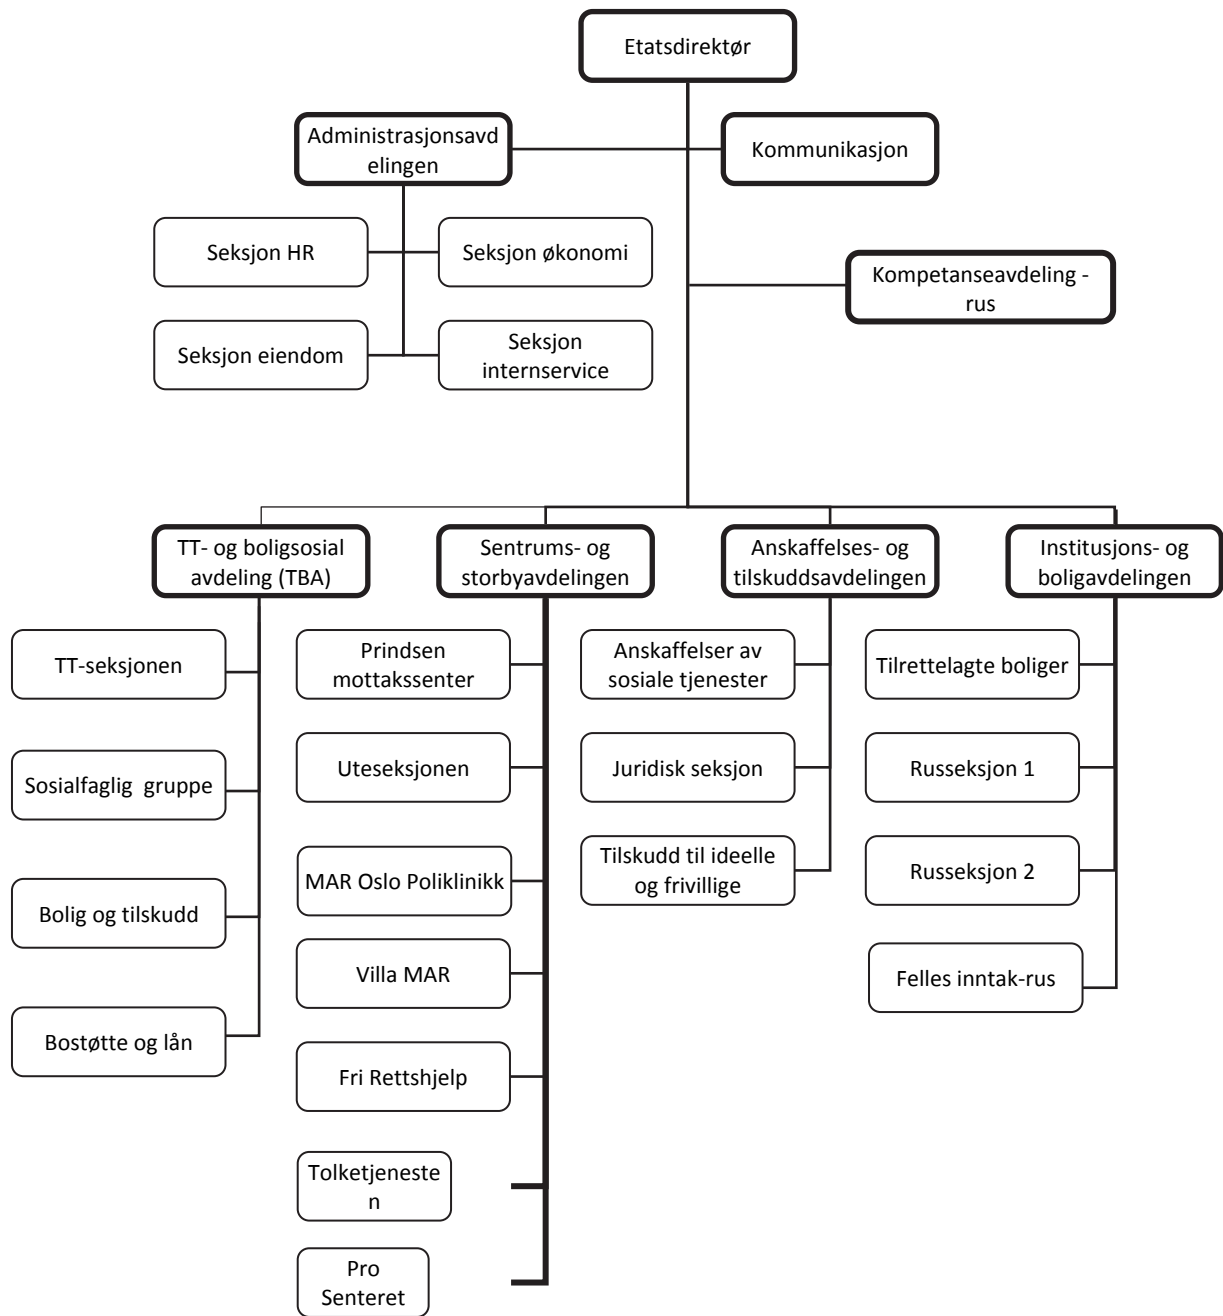 Etatsdirektør
Administrasjonsavd
elingen
Kommunikasjon
Seksjon HR
Seksjon økonomi
Kompetanseavdeling -
rus
Seksjon eiendom
Seksjon
internservice
TT- og boligsosial
avdeling (TBA)
Sentrums- og
storbyavdelingen
Anskaffelses- og
tilskuddsavdelingen
Institusjons- og
boligavdelingen
TT-seksjonen
Sosialfaglig  gruppe
Bolig og tilskudd
Bostøtte og lån
Prindsen
mottakssenter
Uteseksjonen
MAR Oslo Poliklinikk
Villa MAR
Fri Rettshjelp
Tolketjeneste
n
Pro
Senteret
Anskaffelser av
sosiale tjenester
Juridisk seksjon
Tilskudd til ideelle
og frivillige
Tilrettelagte boliger
Russeksjon 1
Russeksjon 2
Felles inntak-rus